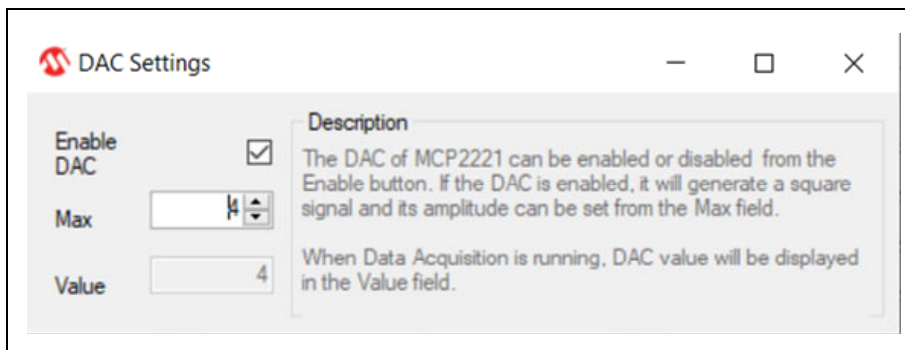 DAC Settings
Enable
DAC
Max
4
Value
4
Description
The DAC of MCP2221 can be enabled or disabled from the
Enable button. If the DAC is enabled, it will generate a square
signal and its amplitude can be set from the Max field.
When Data Acquisition is running, DAC value will be displayed
in the Value field.